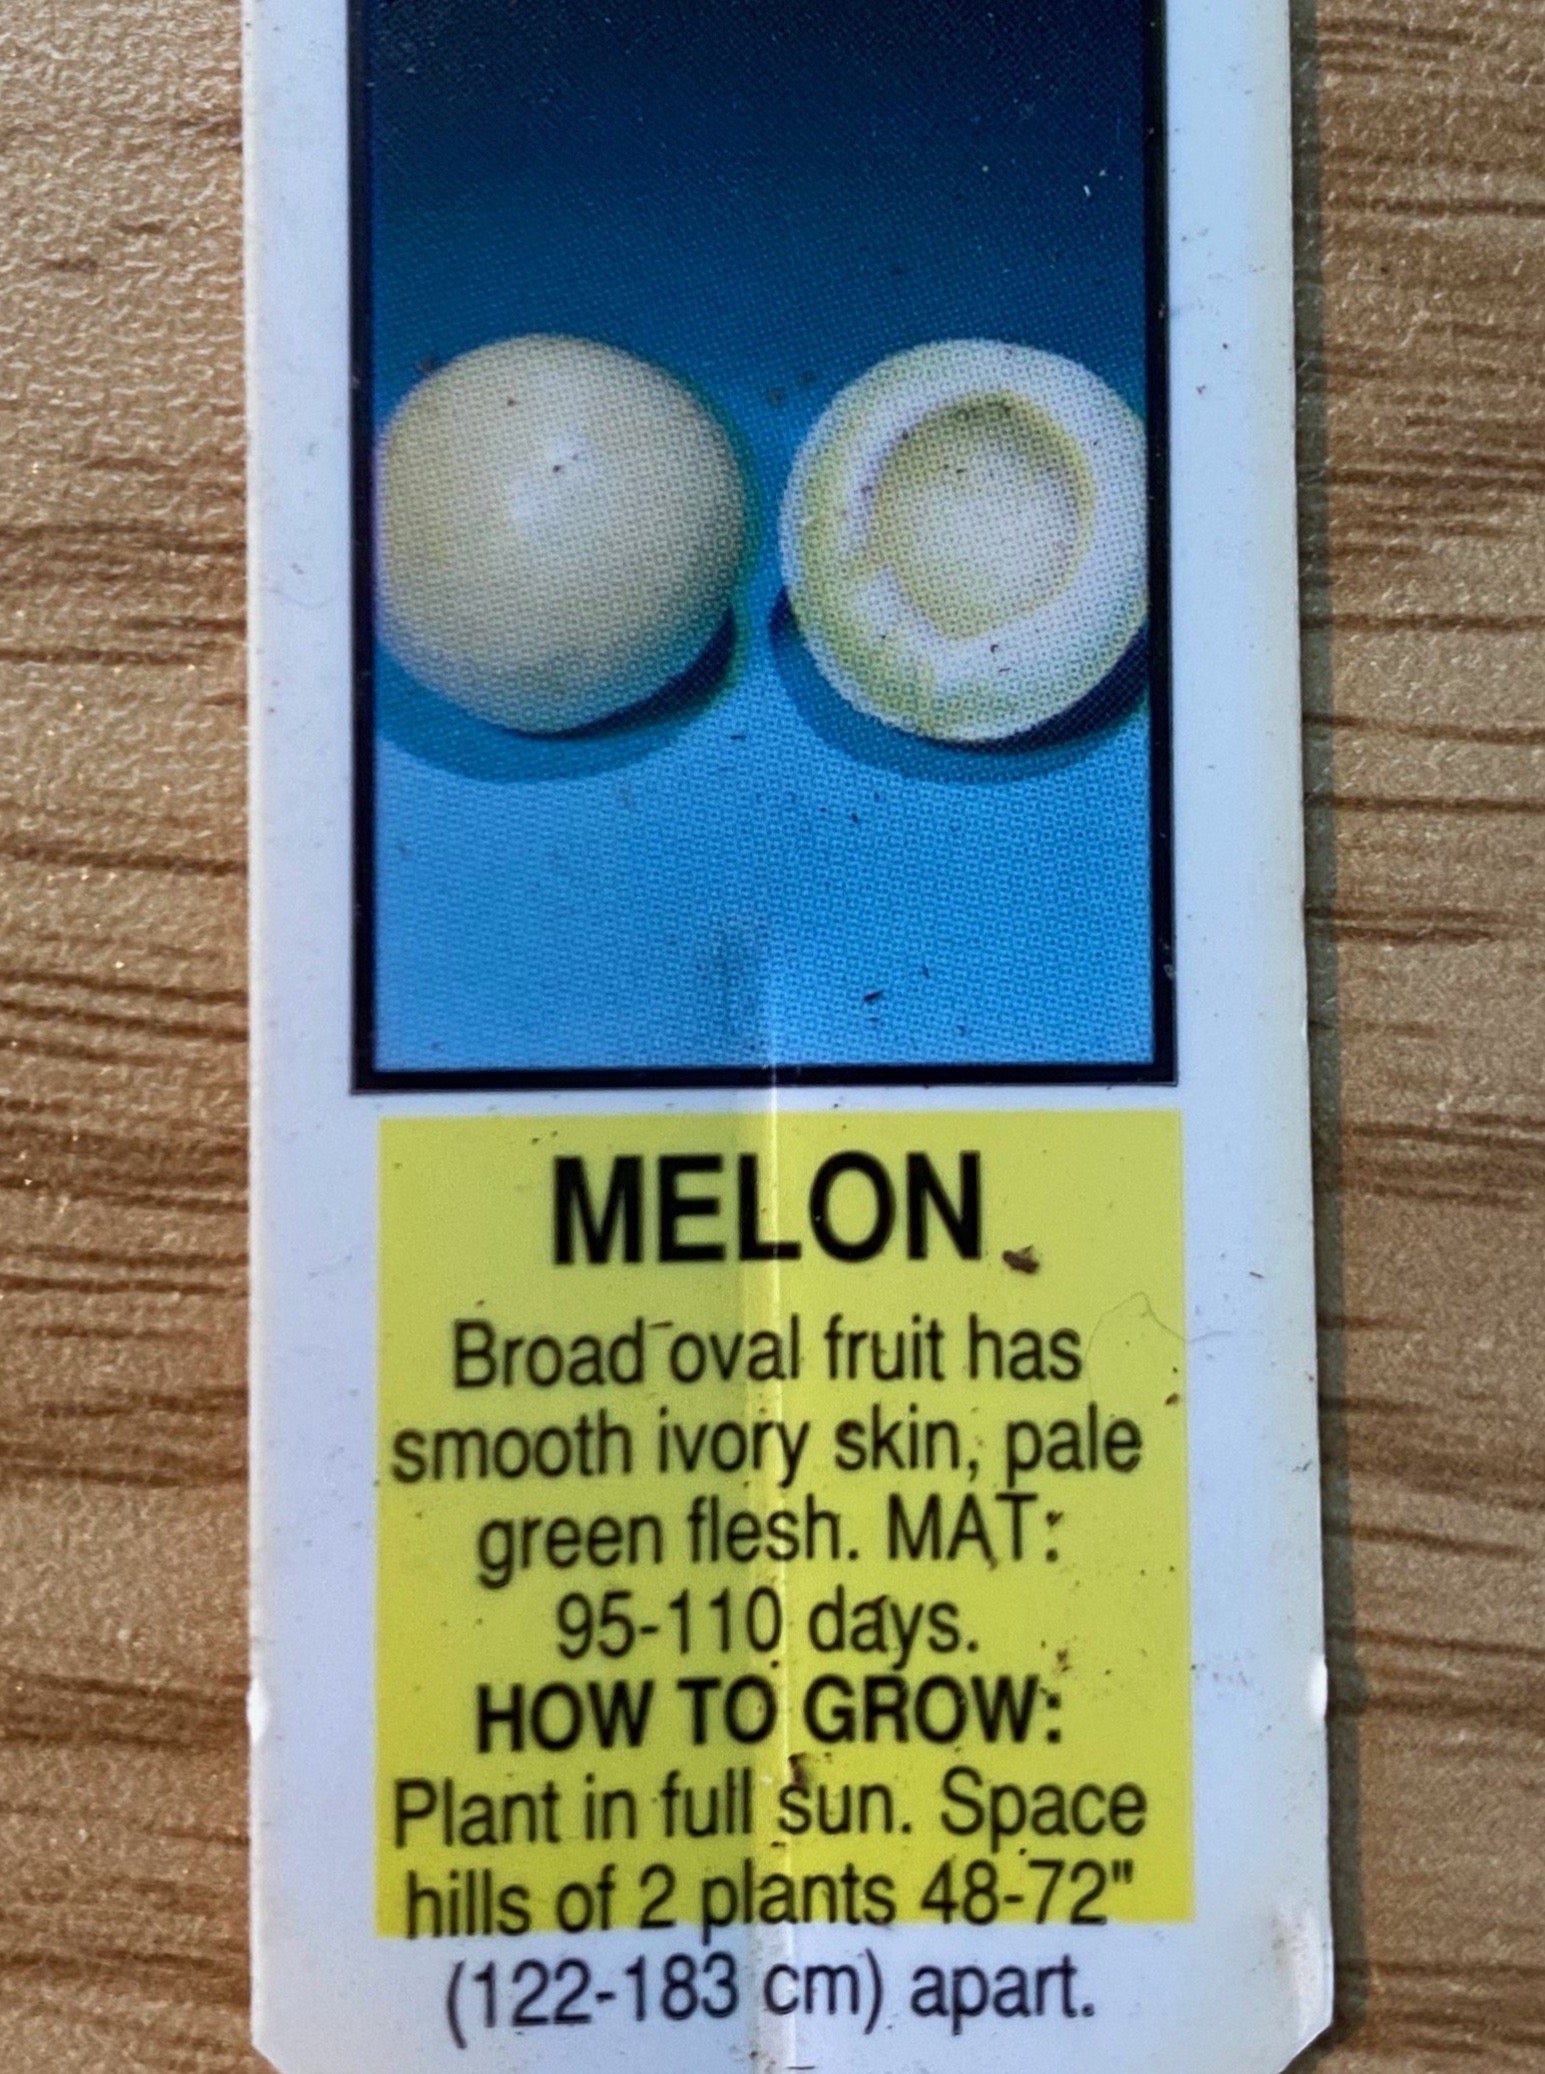 MELON
Broad oval fruit has
smooth ivory skin, pale
green flesh. MAT:
95-110 days.
HOW TO GROW:
Plant in full sun. Space
hills of 2 plants 48-72"
(122-183 cm) apart.